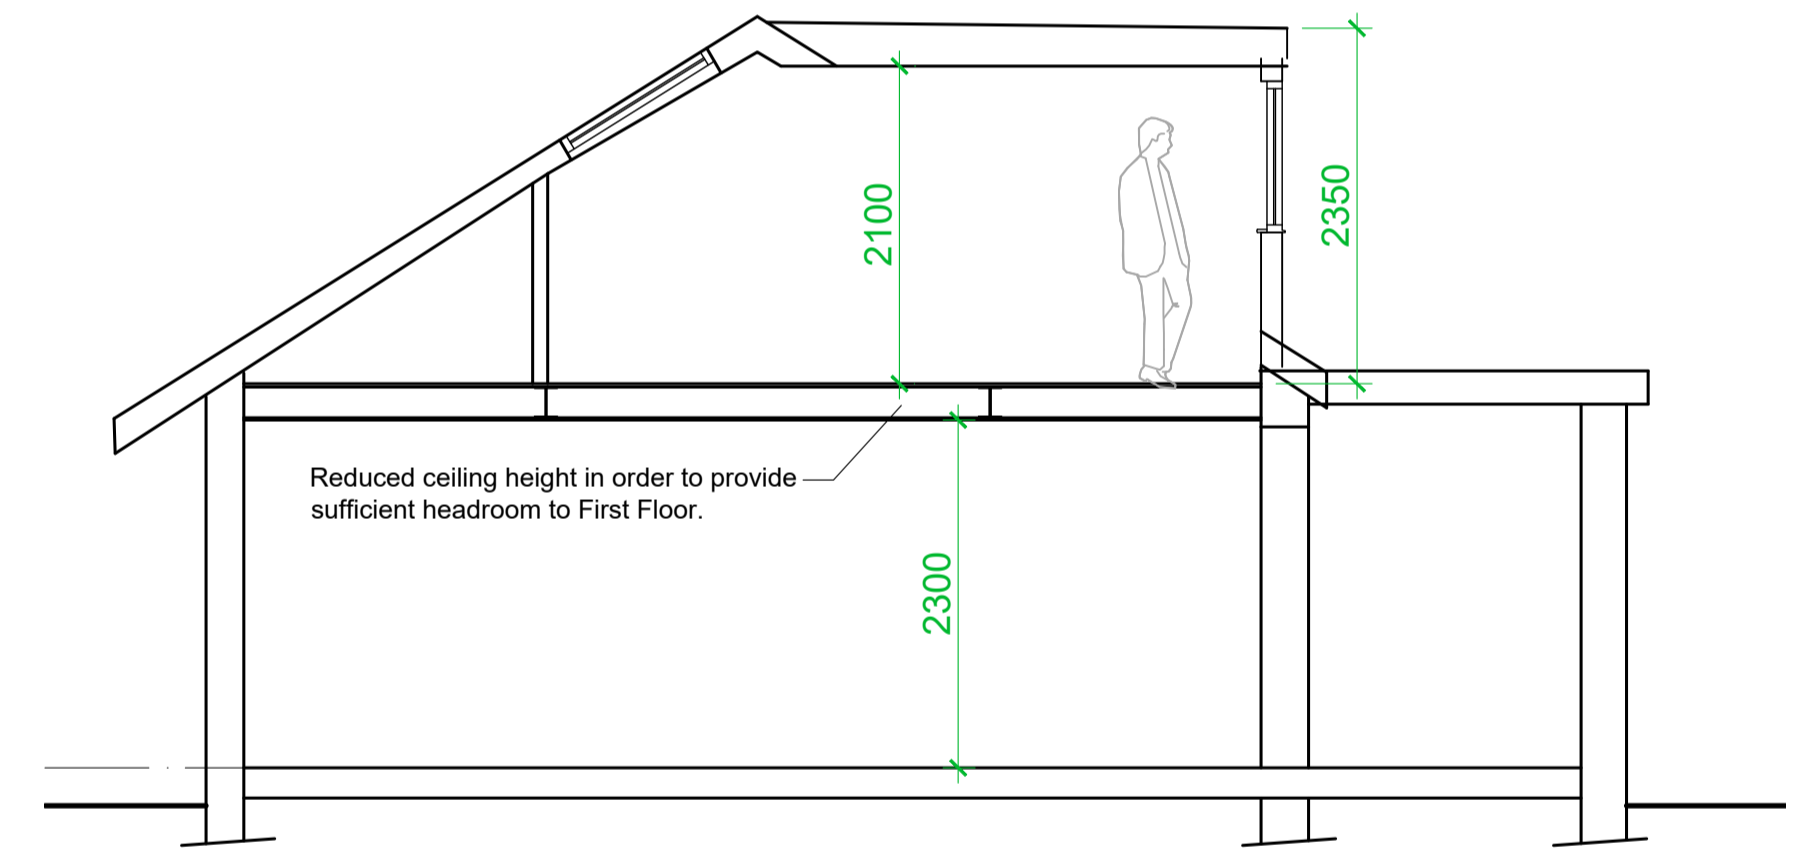 2100
2350
Reduced ceiling height in order to provide
sufficient headroom to First Floor.
2300